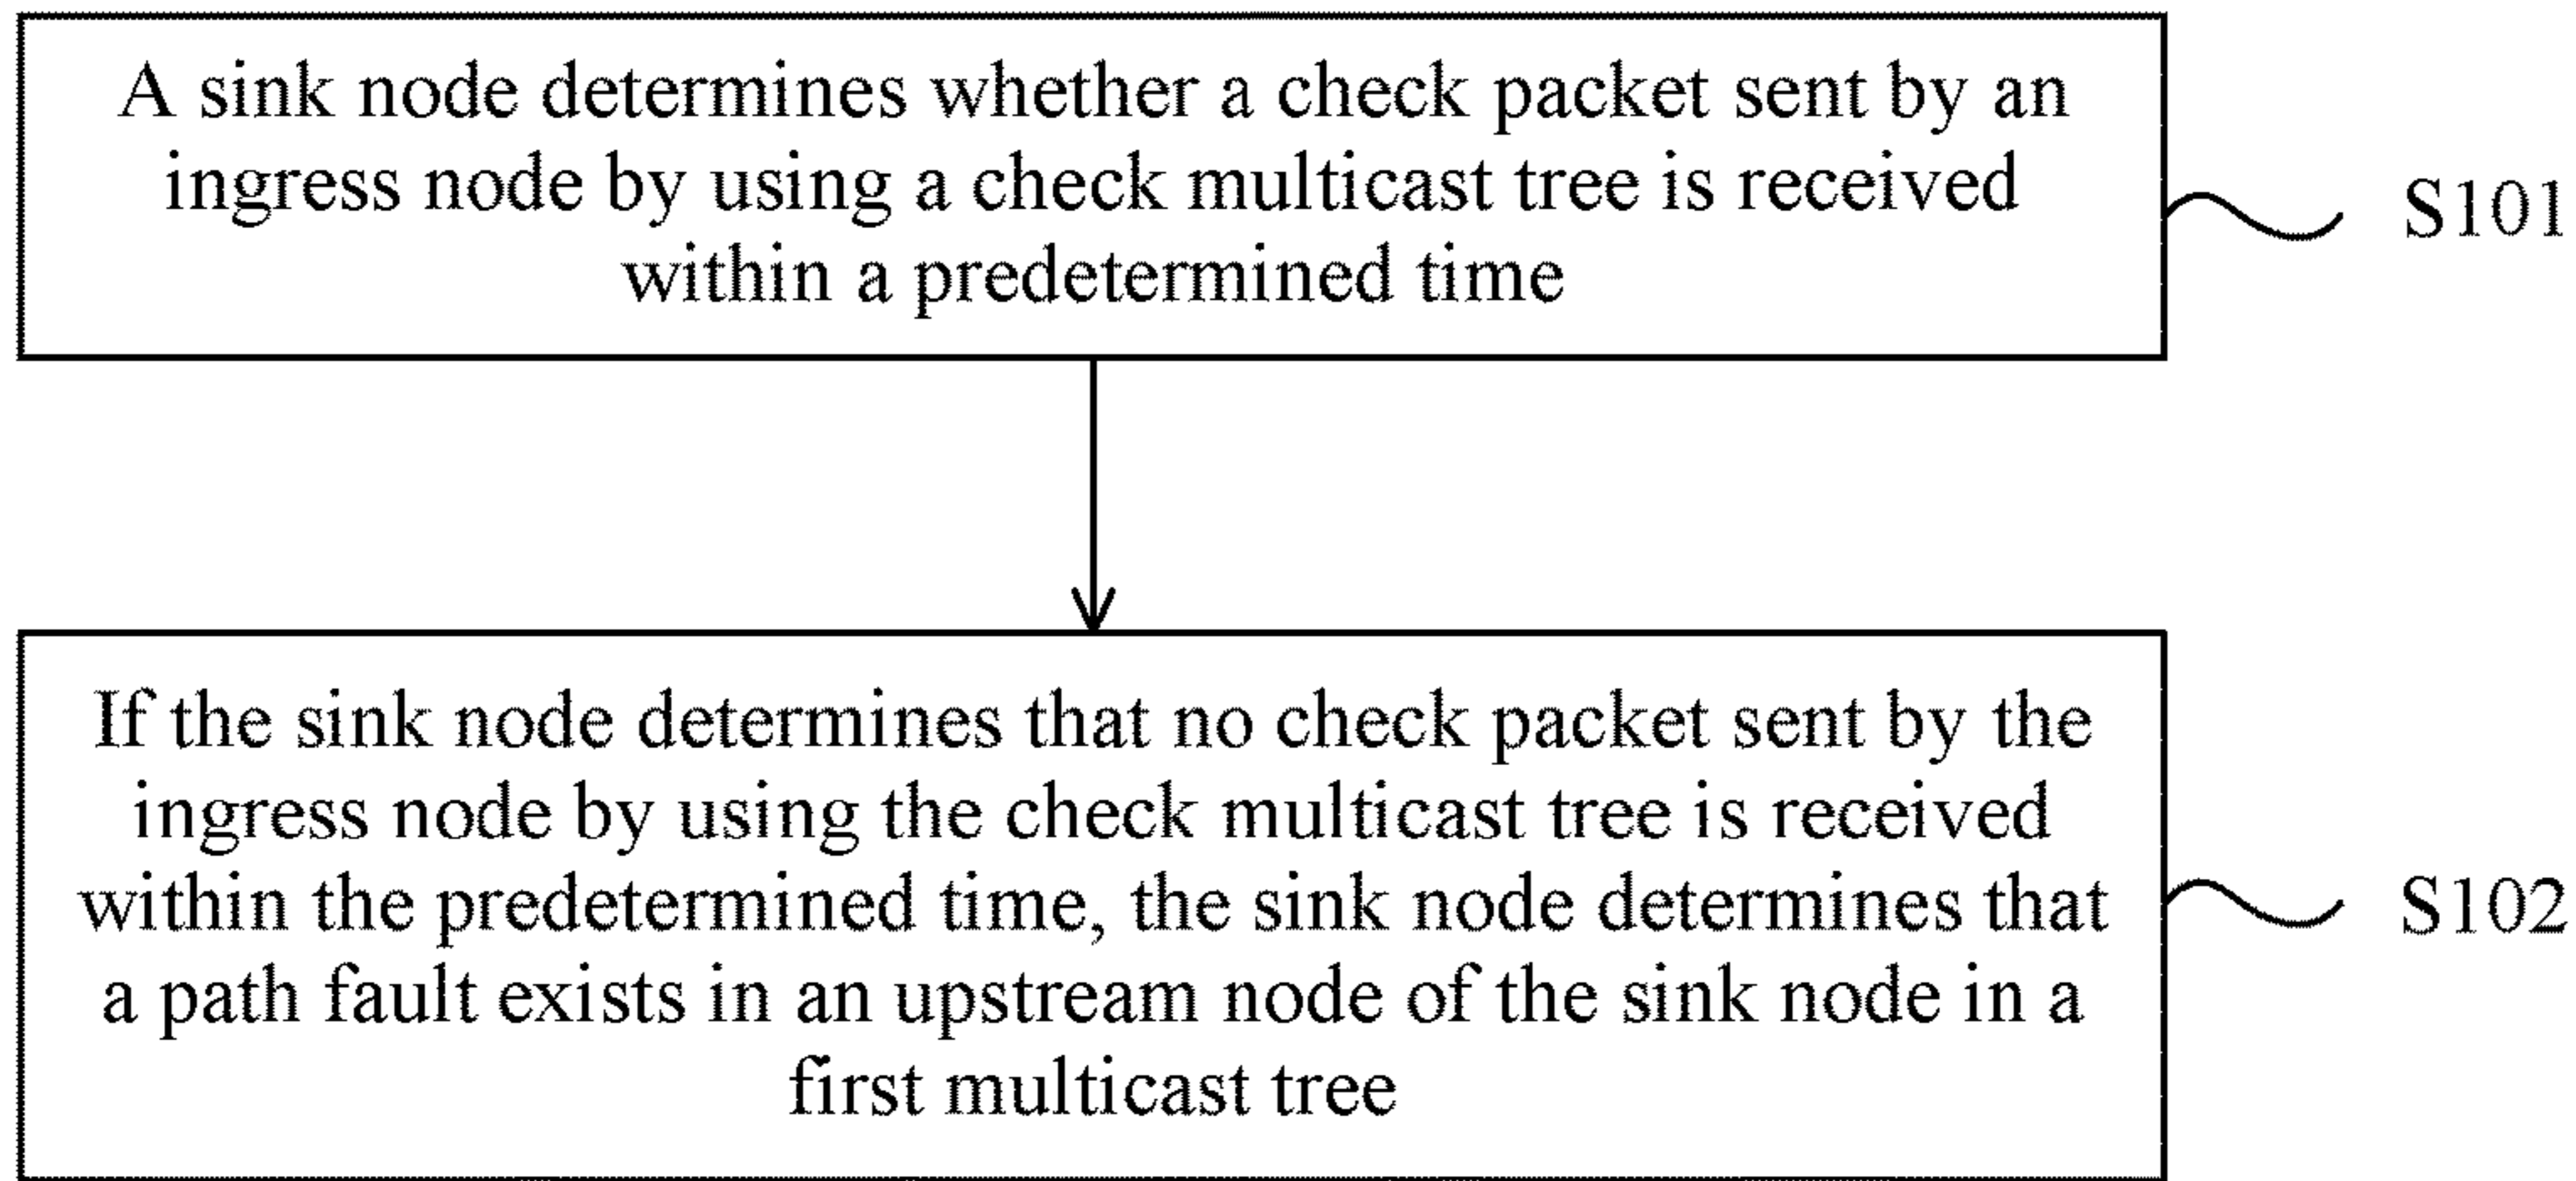 A sink node determines whether a check packet sent by an
ingress node by using a check multicast tree is received
within a predetermined time
S101
If the sink node determines that no check packet sent by the
ingress node by using the check multicast tree is received
within the predetermined time, the sink node determines that
a path fault exists in an upstream node of the sink node in a
first multicast tree
S102